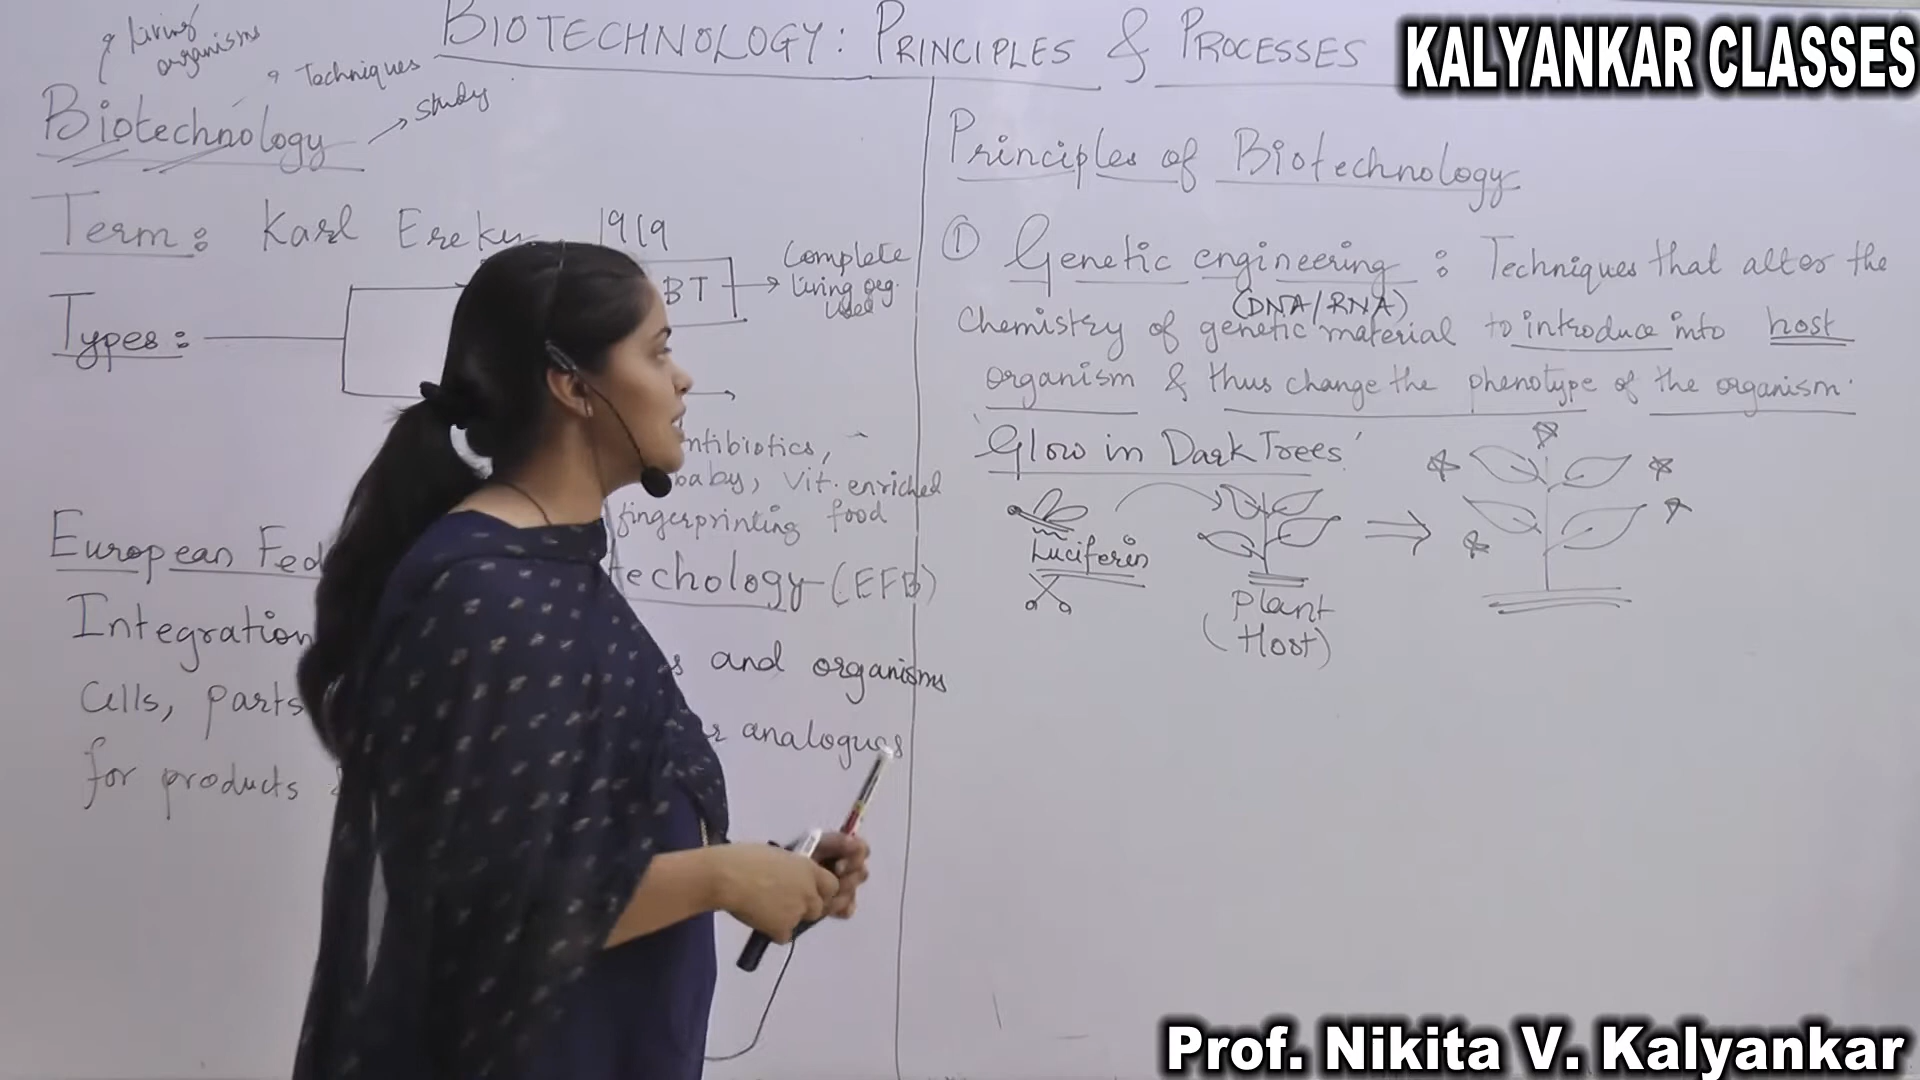 BIOTECHNOLOGY: PRINCIPLES & PROCESSES
KALYANKAR CLASSES
Living
organisms
Techniques
study
Biotechnology
Term: Karl Ereky 1919
Types:
BT
Complete
living org.
used
ntibiotics,
baby, Vit. enriched
fingerprinting food
European Fed techology (EFB)
Integration s and organisms
Cells, parts r analogues
for products
Principles of Biotechnology
① Genetic engineering : Techniques that alter the
(DNA/RNA)
Chemistry of genetic material to introduce into host
organism & thus change the phenotype of the organism.
'Glow in Dark Trees'
Luciferin
Plant
(Host)
Prof. Nikita V. Kalyankar